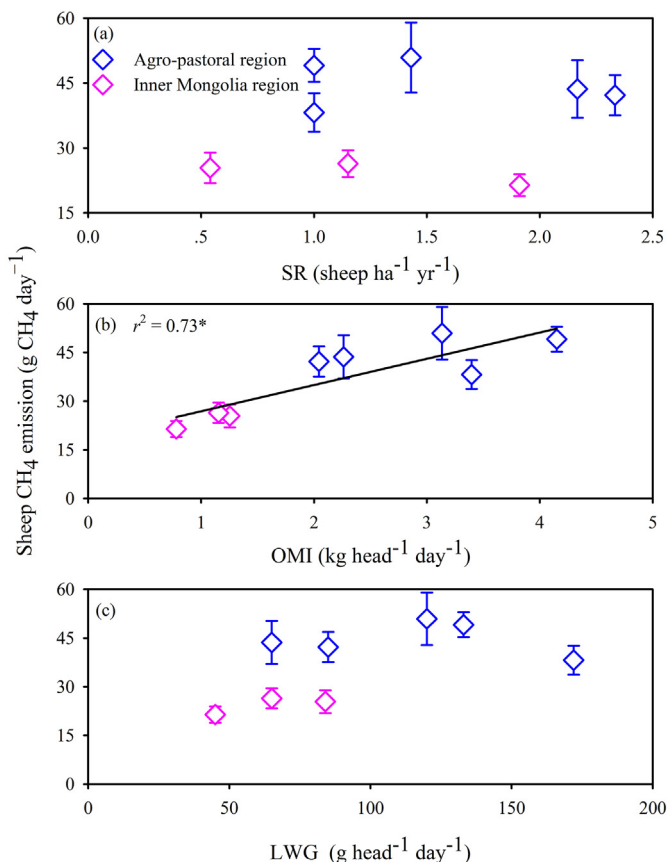 60
(a)
Agro-pastoral region
45
Inner Mongolia region
30
15
0.0 .5 1.0 1.5 2.0 2.5
SR (sheep ha⁻¹ yr⁻¹)
Sheep CH₄ emission (g CH₄ day⁻¹)
60
(b) r² = 0.73*
45
30
15
0
0 1 2 3 4 5
OMI (kg head⁻¹ day⁻¹)
60
(c)
45
30
15
0
0 50 100 150 200
LWG (g head⁻¹ day⁻¹)